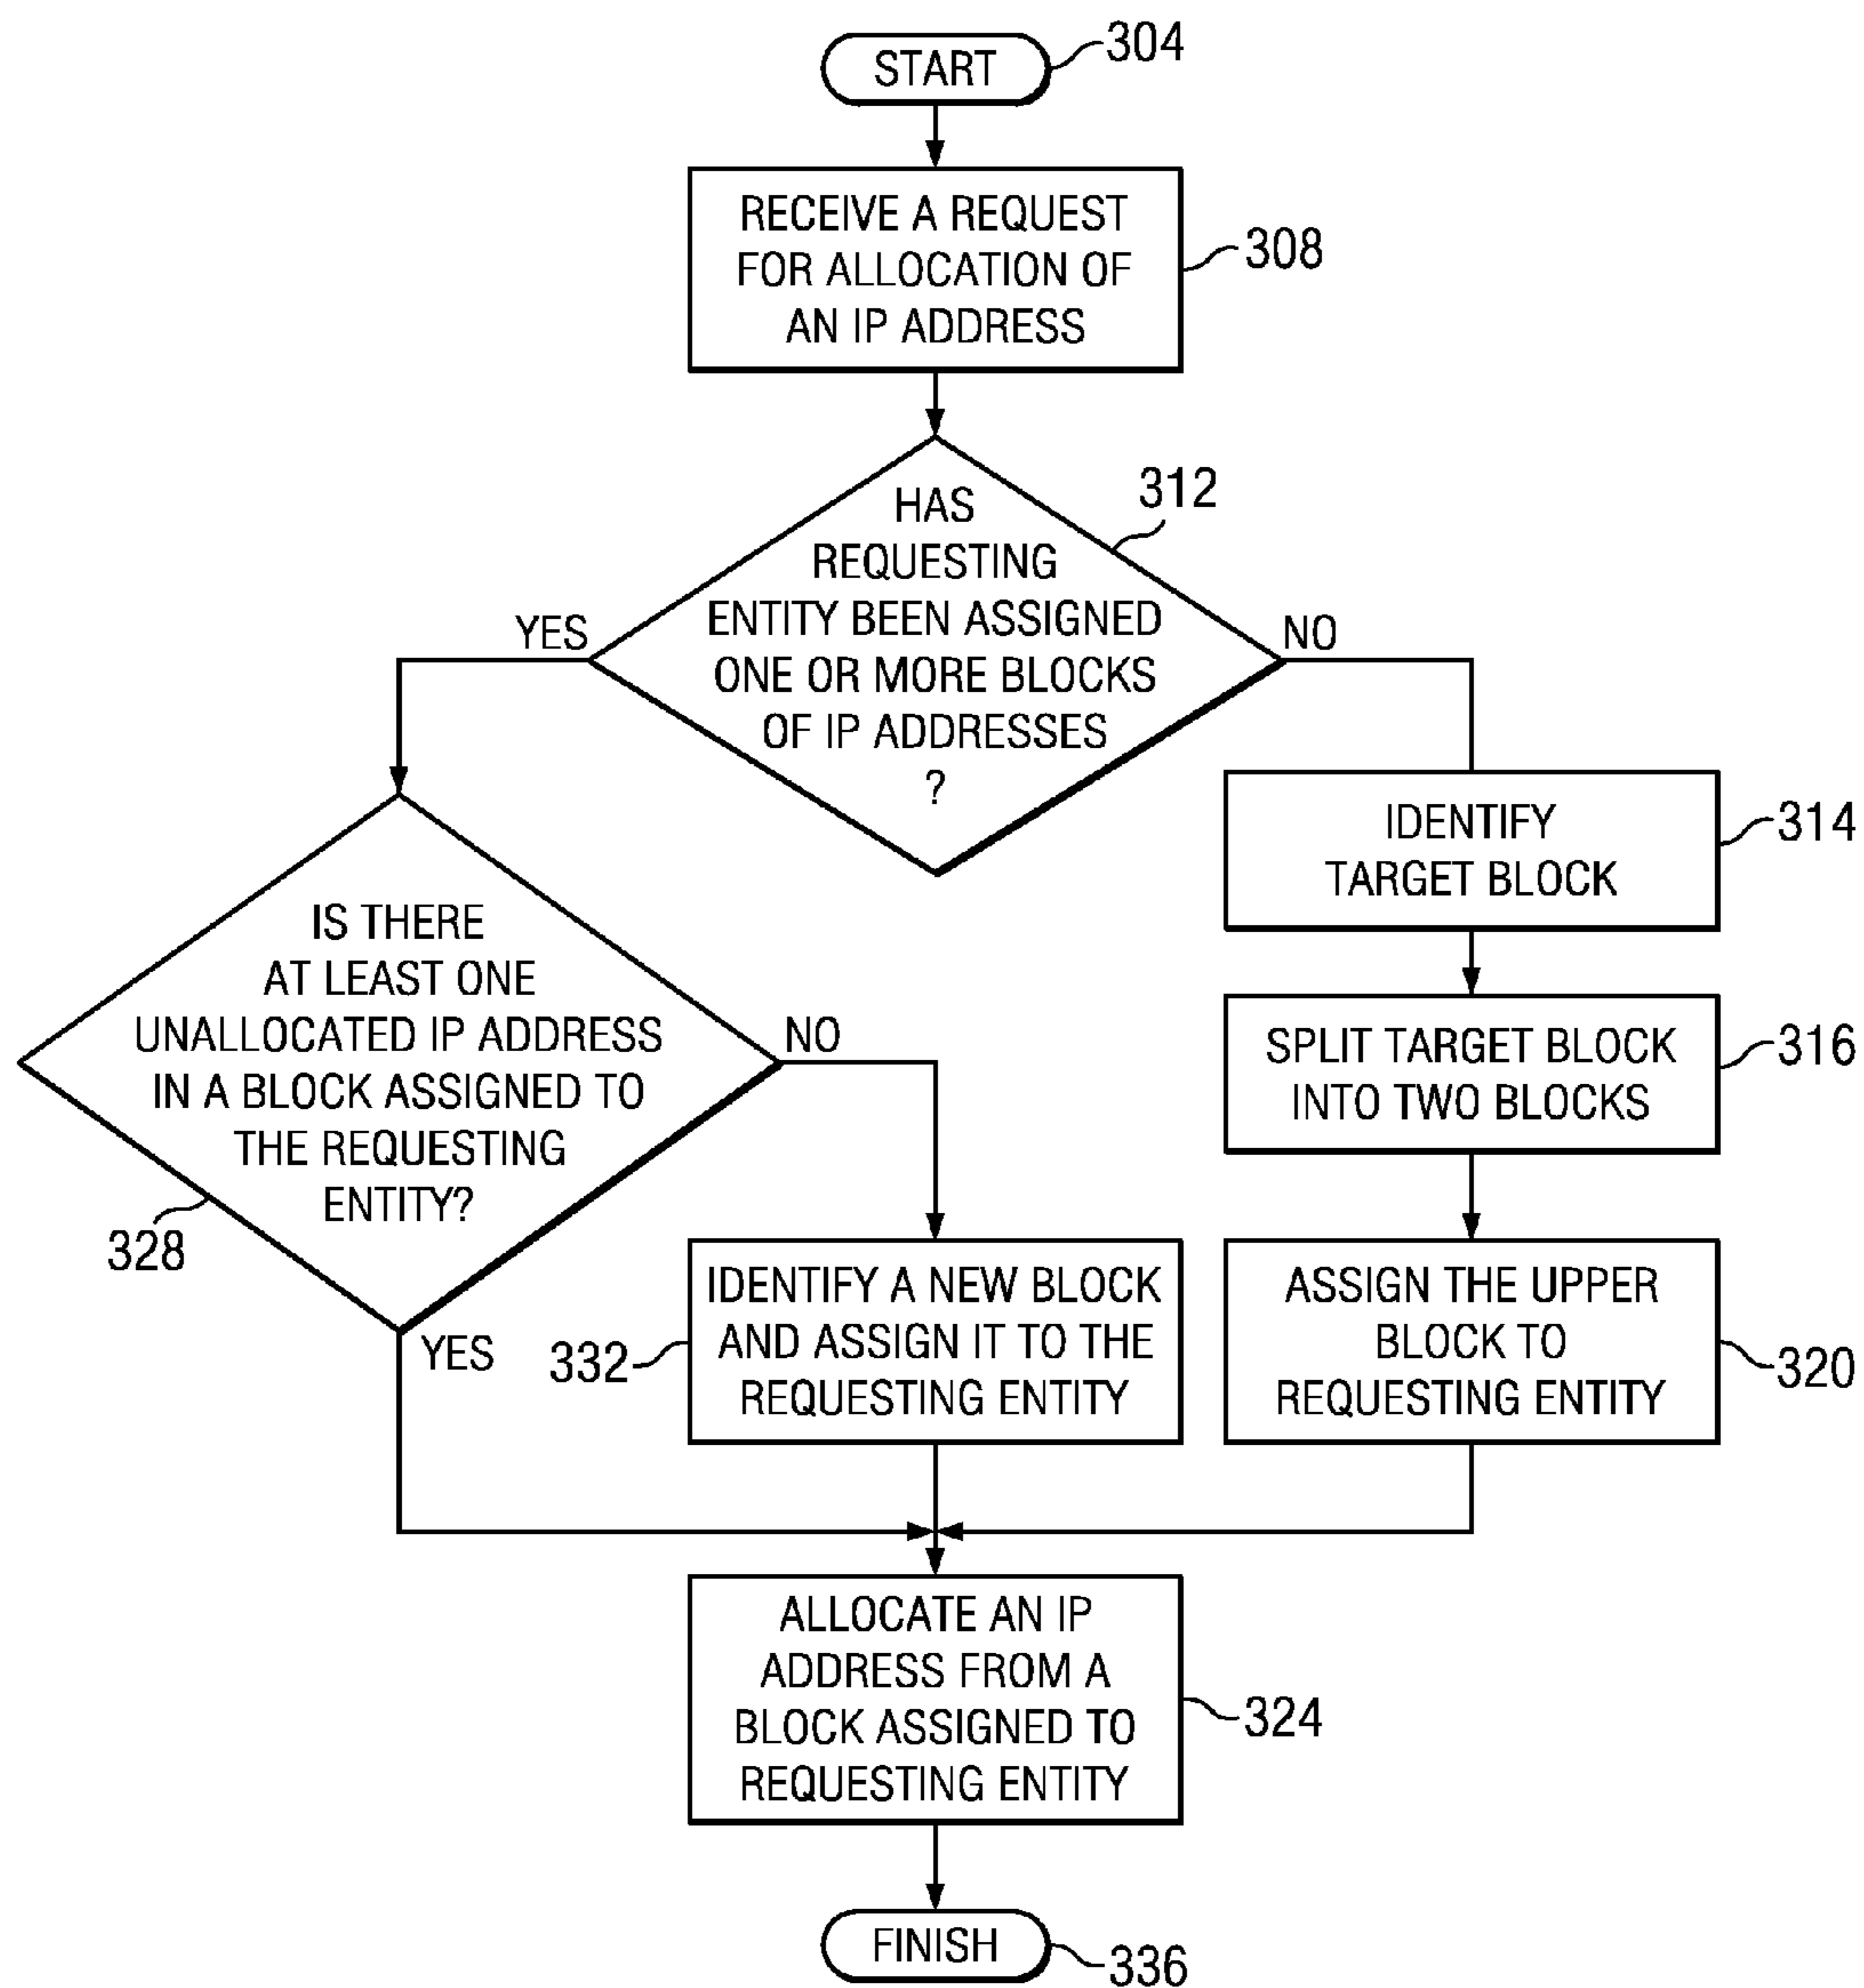 START
304
RECEIVE A REQUEST
FOR ALLOCATION OF
AN IP ADDRESS
308
HAS
REQUESTING
ENTITY BEEN ASSIGNED
ONE OR MORE BLOCKS
OF IP ADDRESSES
?
312
YES
NO
IDENTIFY
TARGET BLOCK
314
IS THERE
AT LEAST ONE
UNALLOCATED IP ADDRESS
IN A BLOCK ASSIGNED TO
THE REQUESTING
ENTITY?
328
NO
YES
SPLIT TARGET BLOCK
INTO TWO BLOCKS
316
IDENTIFY A NEW BLOCK
AND ASSIGN IT TO THE
REQUESTING ENTITY
332
ASSIGN THE UPPER
BLOCK TO
REQUESTING ENTITY
320
ALLOCATE AN IP
ADDRESS FROM A
BLOCK ASSIGNED TO
REQUESTING ENTITY
324
FINISH
336